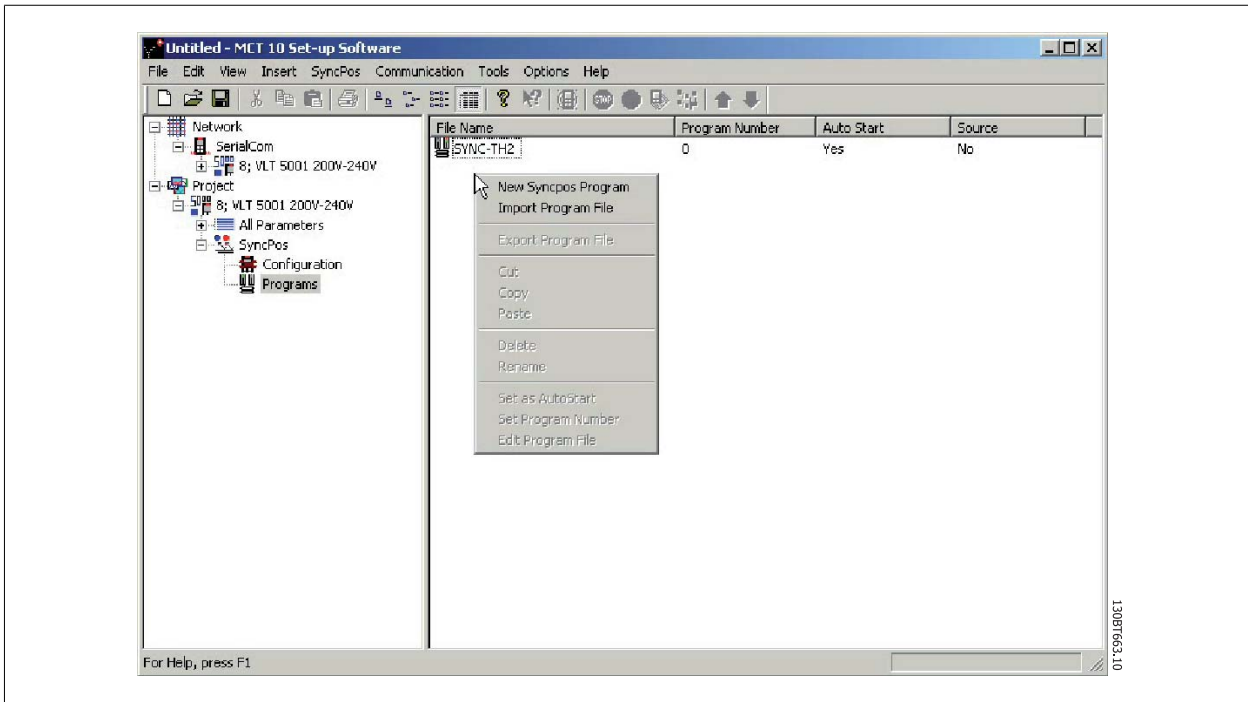 Untitled - MCT 10 Set-up Software
File Edit View Insert SyncPos Communication Tools Options Help
STOP
Network
SerialCom
8; VLT 5001 200V-240V
Project
8; VLT 5001 200V-240V
All Parameters
SyncPos
Configuration
Programs
File Name Program Number Auto Start Source
SYNC-TH2 0 Yes No
New Syncpos Program
Import Program File
Export Program File
Cut
Copy
Paste
Delete
Rename
Set as AutoStart
Set Program Number
Edit Program File
For Help, press F1
130BT663.10